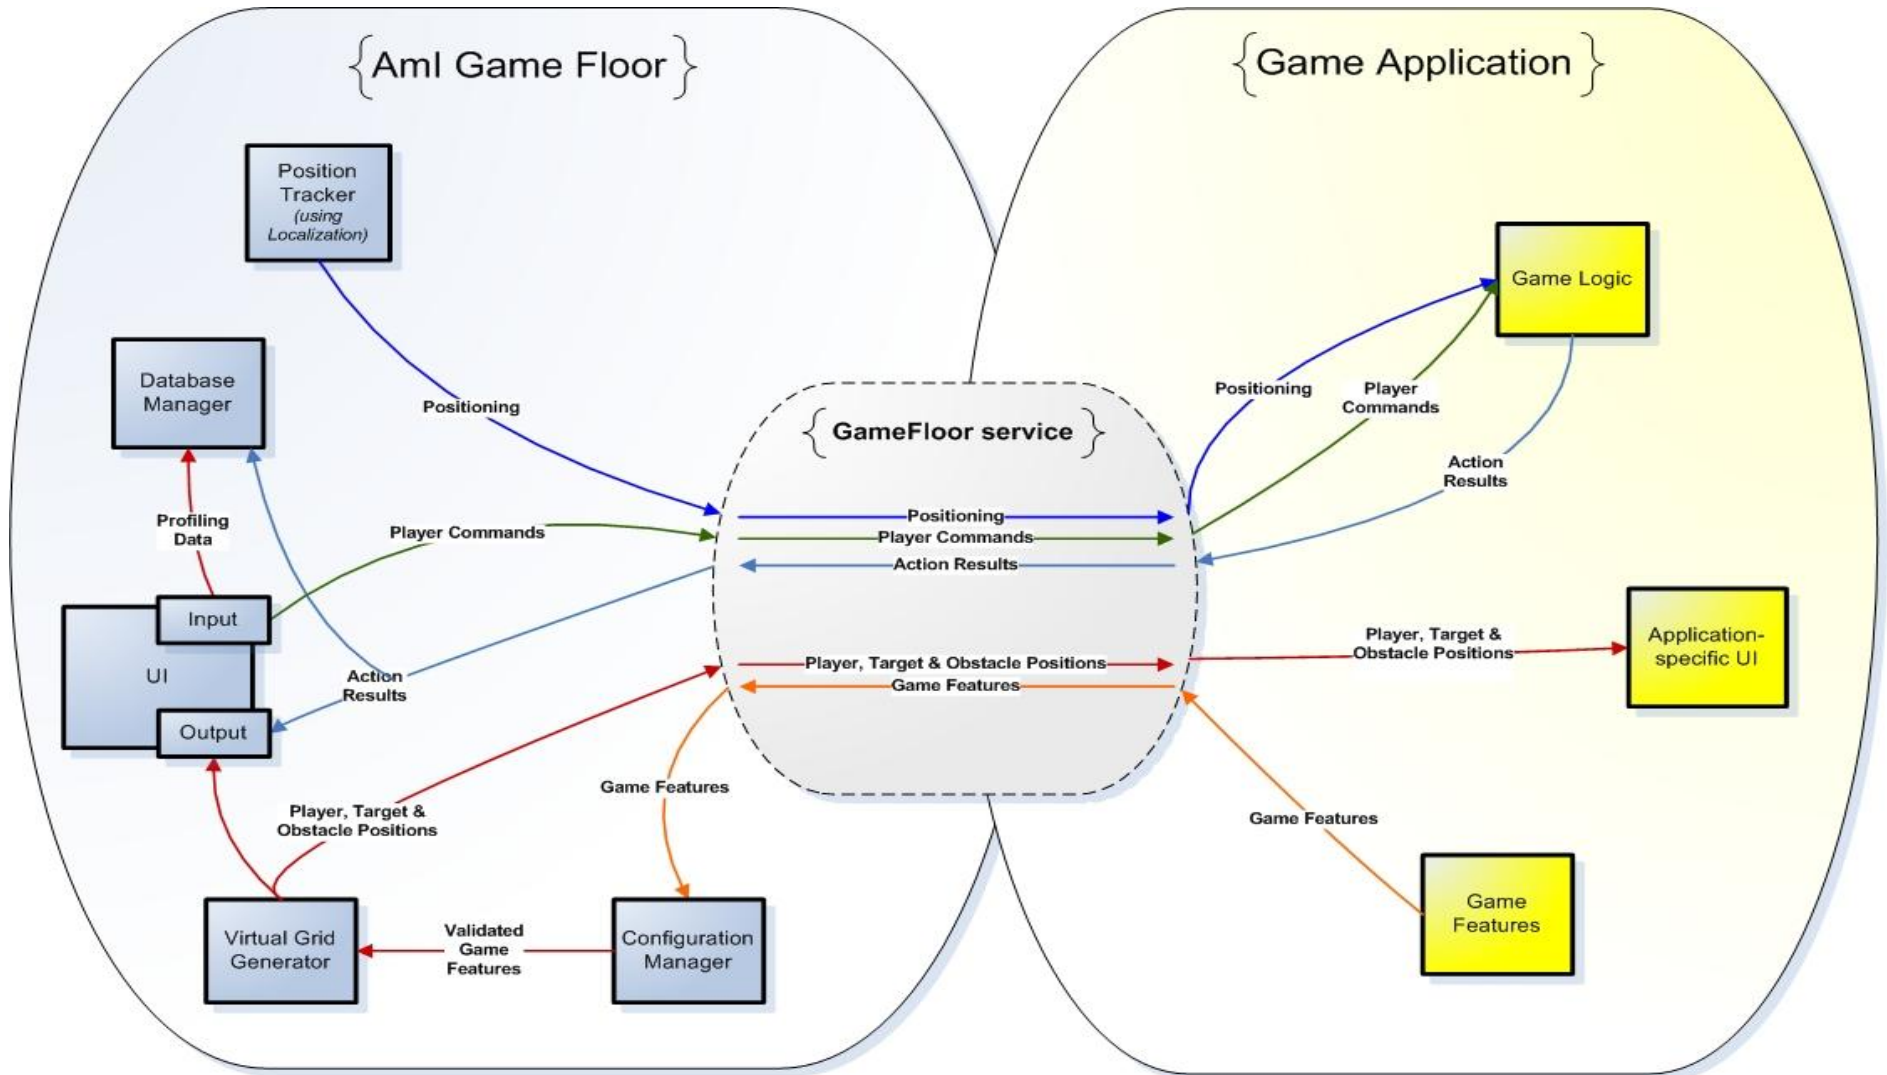 {AmI Game Floor}
{Game Application}
Position
Tracker
(using
Localization)
Game Logic
Database
Manager
Positioning
Positioning
Player
Commands
{GameFloor service}
Action
Results
Profiling
Data
Player Commands
Positioning
Player Commands
Action Results
Input
UI
Output
Action
Results
Player, Target & Obstacle Positions
Game Features
Player, Target &
Obstacle Positions
Application-
specific UI
Game Features
Player, Target &
Obstacle Positions
Game Features
Virtual Grid
Generator
Validated
Game
Features
Configuration
Manager
Game
Features